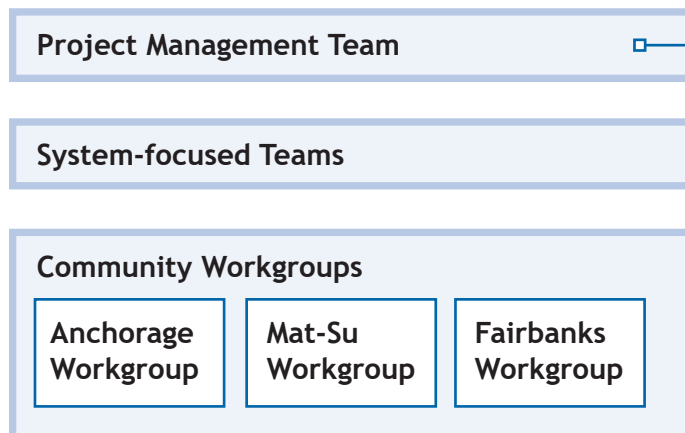 Project Management Team
System-focused Teams
Community Workgroups
Anchorage
Workgroup
Mat-Su
Workgroup
Fairbanks
Workgroup